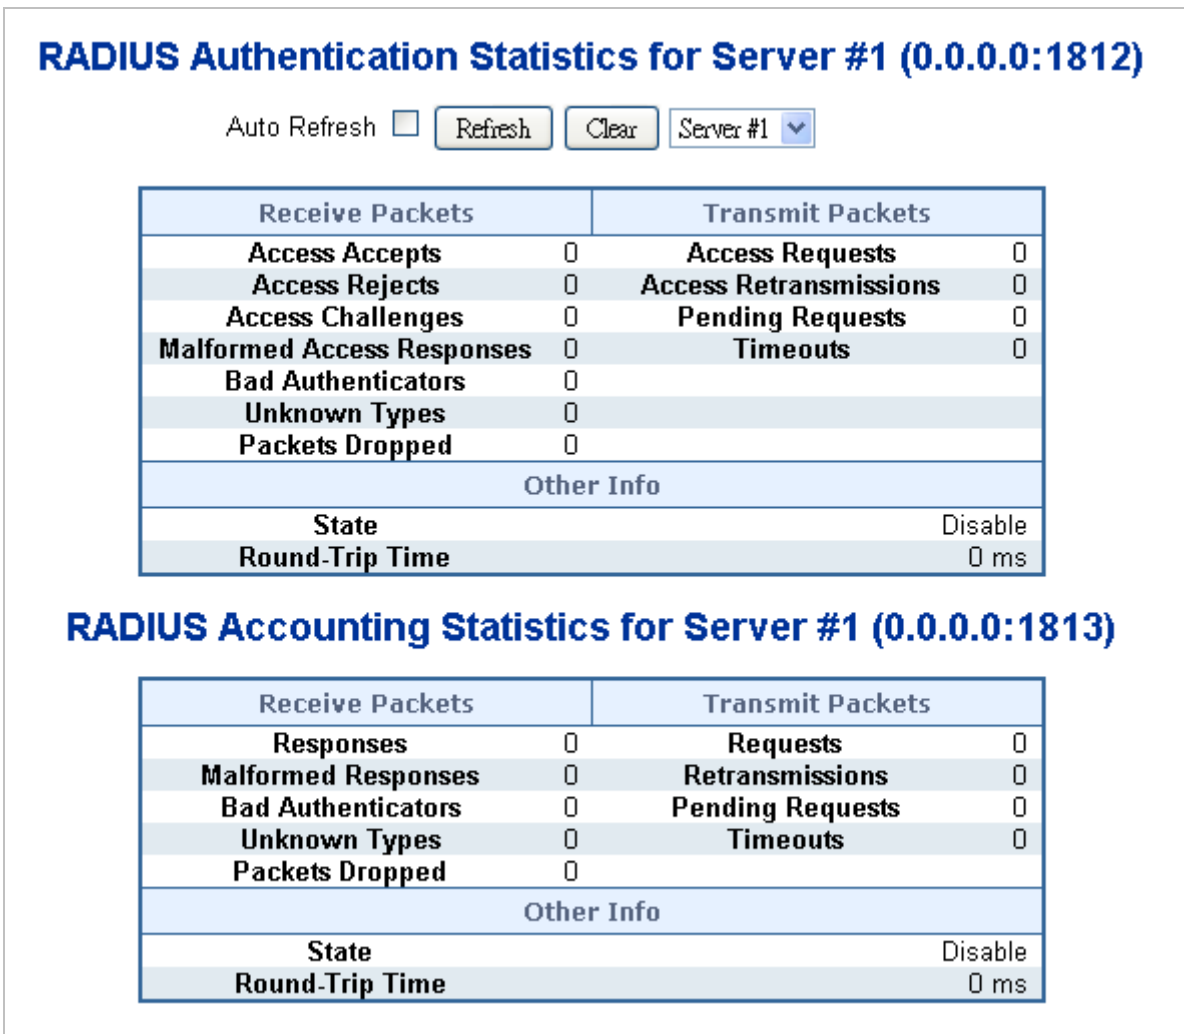 RADIUS Authentication Statistics for Server #1 (0.0.0.0:1812)
Auto Refresh Refresh Clear Server #1
Receive Packets Transmit Packets
Access Accepts 0 Access Requests 0
Access Rejects 0 Access Retransmissions 0
Access Challenges 0 Pending Requests 0
Malformed Access Responses 0 Timeouts 0
Bad Authenticators 0
Unknown Types 0
Packets Dropped 0
Other Info
State Disable
Round-Trip Time 0 ms
RADIUS Accounting Statistics for Server #1 (0.0.0.0:1813)
Receive Packets Transmit Packets
Responses 0 Requests 0
Malformed Responses 0 Retransmissions 0
Bad Authenticators 0 Pending Requests 0
Unknown Types 0 Timeouts 0
Packets Dropped 0
Other Info
State Disable
Round-Trip Time 0 ms